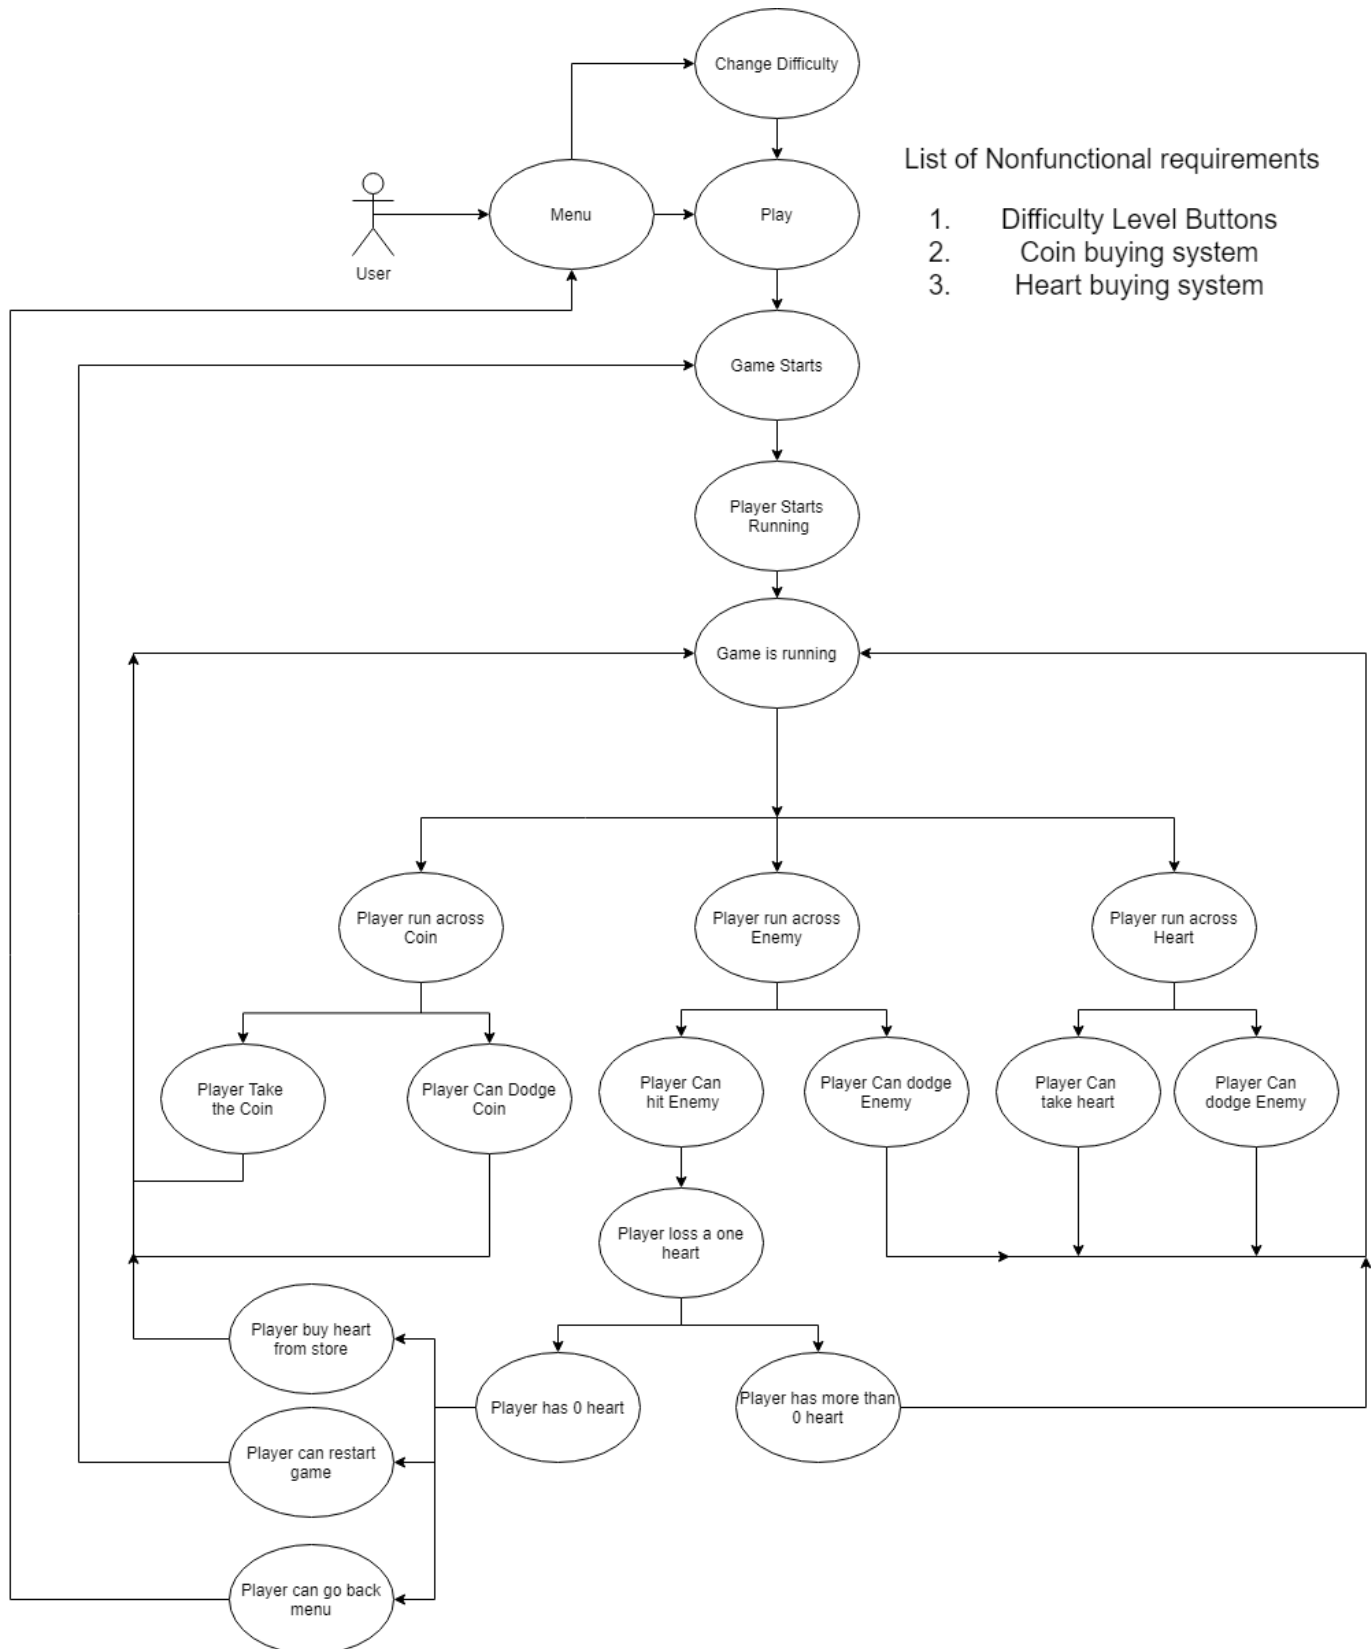 Change Difficulty
List of Nonfunctional requirements
Menu
Play
1. Difficulty Level Buttons
2. Coin buying system
3. Heart buying system
User
Game Starts
Player Starts
Running
Game is running
Player run across
Coin
Player run across
Enemy
Player run across
Heart
Player Take
the Coin
Player Can Dodge
Coin
Player Can
hit Enemy
Player Can dodge
Enemy
Player Can
take heart
Player Can
dodge Enemy
Player loss a one
heart
Player buy heart
from store
Player has 0 heart
Player has more than
0 heart
Player can restart
game
Player can go back
menu